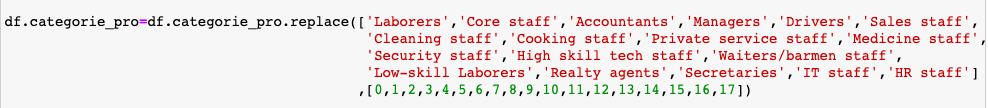 df.categorie_pro=df.categorie_pro.replace(['Laborers','Core staff','Accountants','Managers','Drivers','Sales staff',
'Cleaning staff','Cooking staff','Private service staff','Medicine staff',
'Security staff','High skill tech staff','Waiters/barmen staff'
'Low-skill Laborers','Realty agents','Secretaries','IT staff','HR staff']
,[0,1,2,3,4,5,6,7,8,9,10,11,12,13,14,15,16,17])